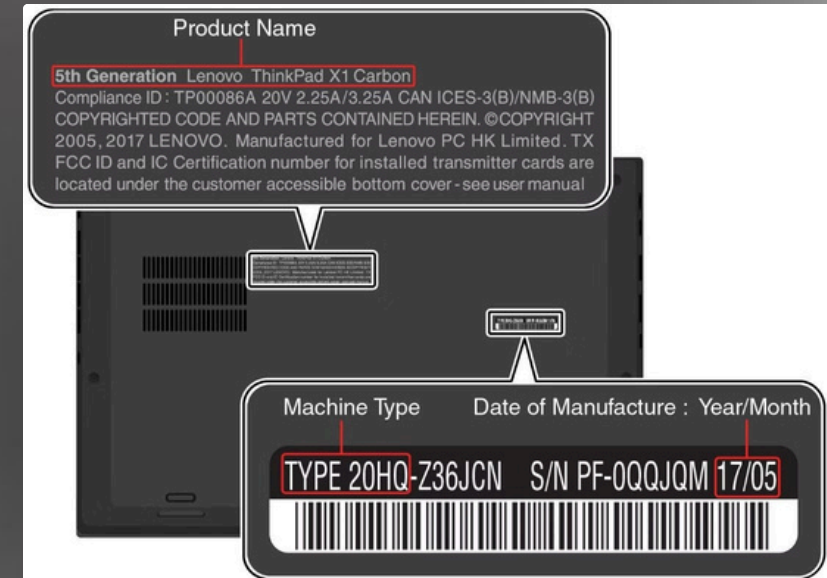 Product Name
5th Generation Lenovo ThinkPad X1 Carbon
Compliance ID : TP00086A 20V 2.25A/3.25A CAN ICES-3(B)/NMB-3(B)
COPYRIGHTED CODE AND PARTS CONTAINED HEREIN. ©COPYRIGHT
2005, 2017 LENOVO. Manufactured for Lenovo PC HK Limited. TX
FCC ID and IC Certification number for installed transmitter cards are
located under the customer accessible bottom cover - see user manual
Machine Type
Date of Manufacture : Year/Month
TYPE 20HQ-Z36JCN S/N PF-0QQJQM 17/05